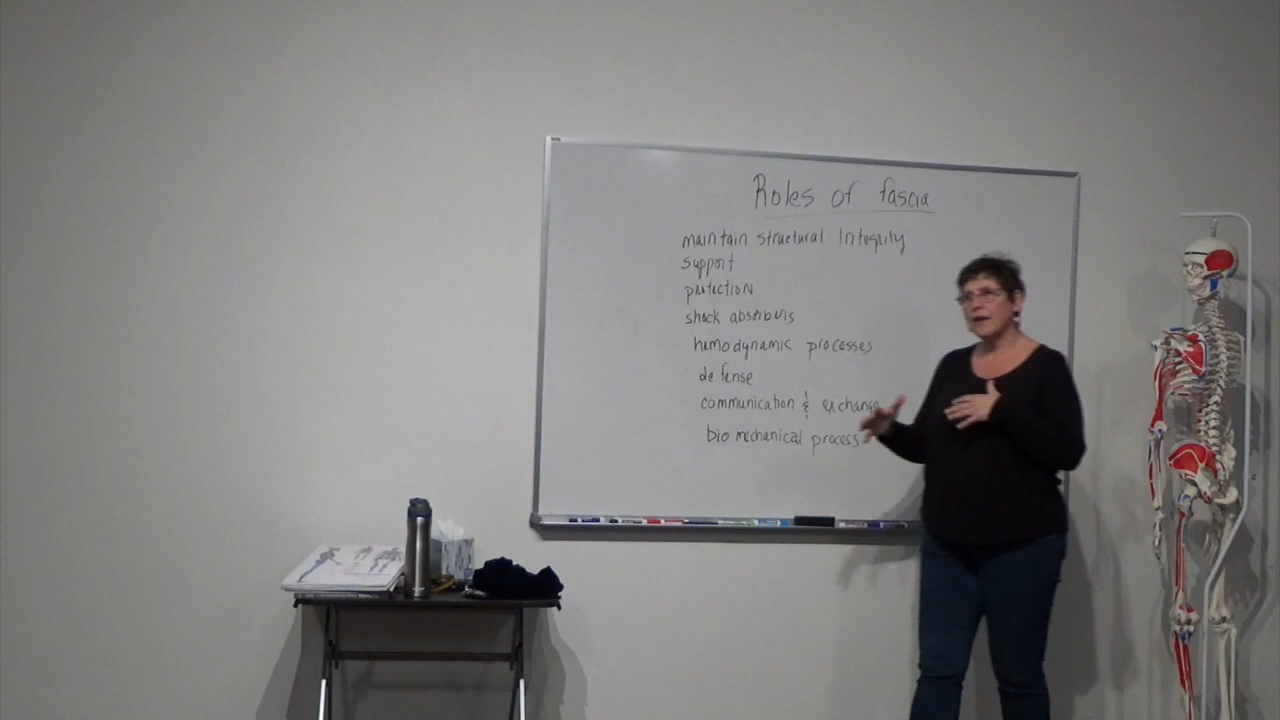 Roles of fascia
maintain structural Integrity
support
protection
shock absorbers
hemodynamic processes
defense
communication & exchange
bio mechanical process